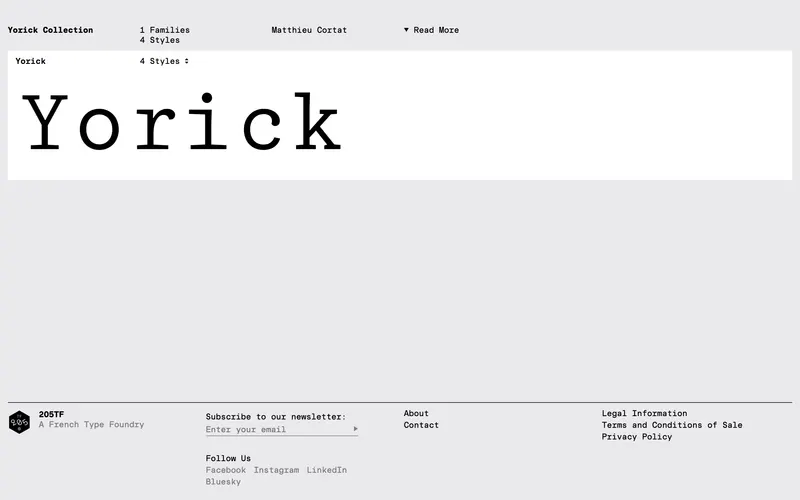 Yorick Collection
1 Families
4 Styles
Matthieu Cortat
▼ Read More
Yorick
4 Styles
Yorick
205TF
A French Type Foundry
Subscribe to our newsletter:
Enter your email
Follow Us
Facebook Instagram LinkedIn
Bluesky
About
Contact
Legal Information
Terms and Conditions of Sale
Privacy Policy